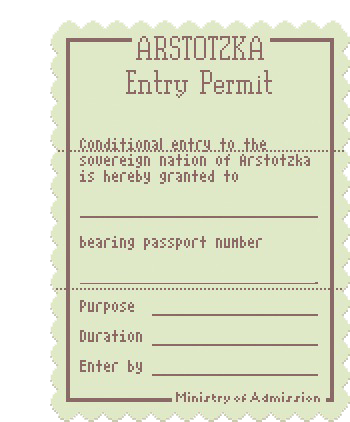 ARSTOTZKA
Entry Permit
Conditional entry to the
sovereign nation of Arstotzka
is hereby granted to
bearing passport number
Purpose
Duration
Enter by
Ministry of Admission